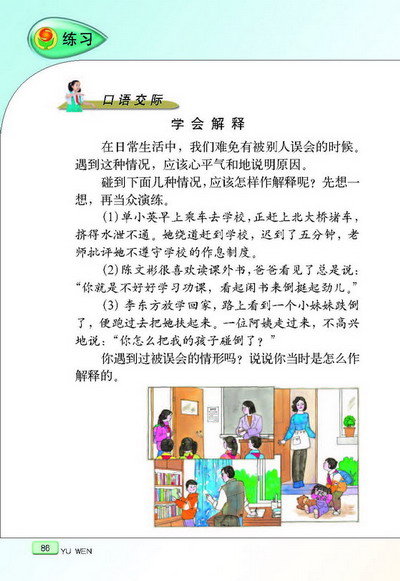 练习
口语交际
学会解释
在日常生活中，我们难免有被别人误会的时候。
遇到这种情况，应该心平气和地说明原因。
碰到下面几种情况，应该怎样作解释呢？先想一
想，再当众演练。
(1)单小英早上乘车去学校，正赶上北大桥堵车，
挤得水泄不通。她绕道赶到学校，迟到了五分钟，老
师批评她不遵守学校的作息制度。
(2)陈文彬很喜欢读课外书，爸爸看见了总是说：
“你就是不好好学习功课，看起闲书来倒挺起劲儿。”
(3)李东方放学回家，路上看到一个小妹妹跌倒
了，便跑过去把她扶起来。一位阿姨走过来，不高兴
地说：“你怎么把我的孩子碰倒了？”
你遇到过被误会的情形吗？说说你当时是怎么作
解释的。
86
YU WEN